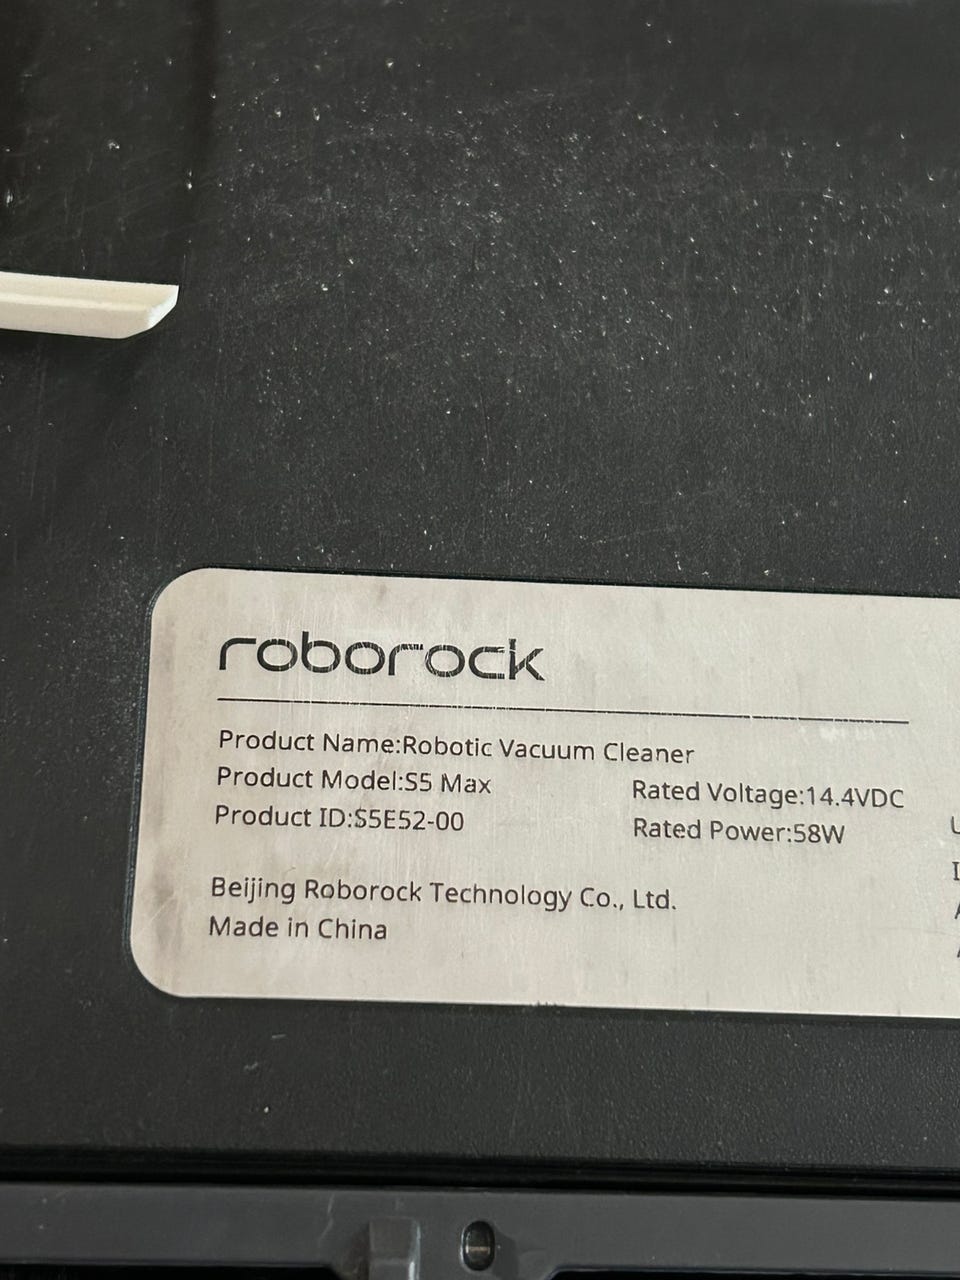 roborock
Product Name:Robotic Vacuum Cleaner
Product Model:S5 Max
Rated Voltage:14.4VDC
Product ID:S5E52-00
Rated Power:58W
Beijing Roborock Technology Co., Ltd.
Made in China